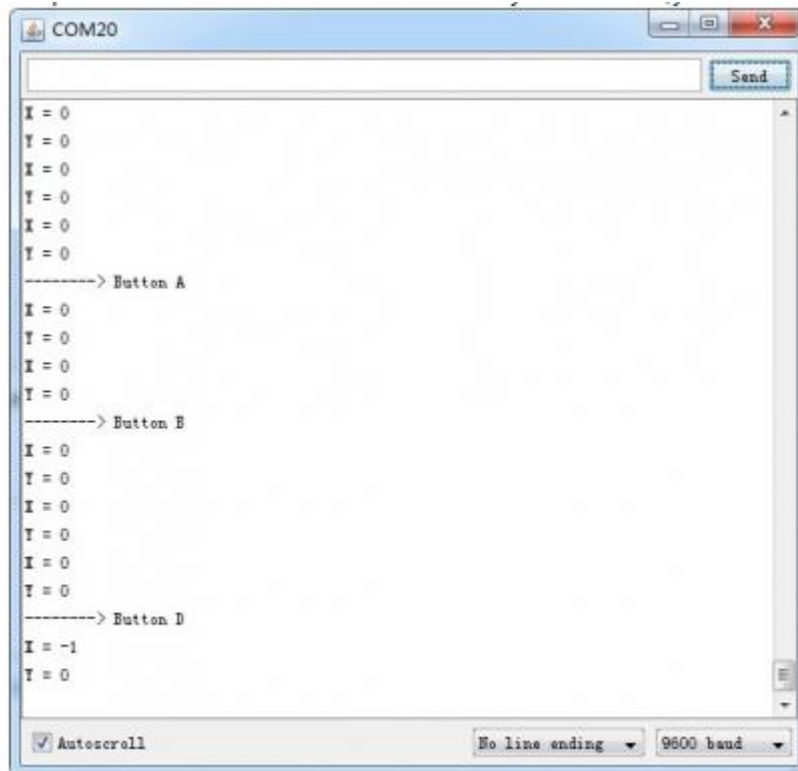 COM20
Send
X = 0
Y = 0
X = 0
Y = 0
X = 0
Y = 0
--------> Button A
X = 0
Y = 0
X = 0
Y = 0
--------> Button B
X = 0
Y = 0
X = 0
Y = 0
X = 0
Y = 0
--------> Button D
X = -1
Y = 0
Autoscroll
No line ending
9600 baud